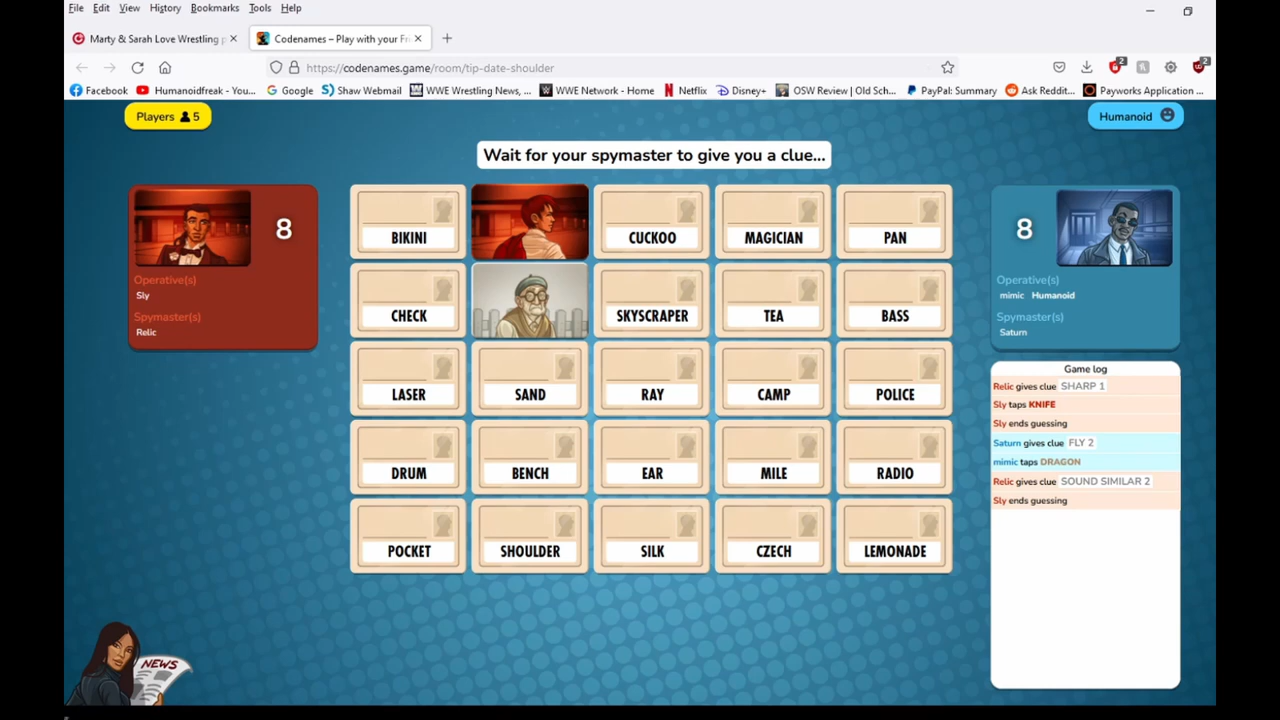 File Edit View History Bookmarks Tools Help
Marty & Sarah Love Wrestling p
Codenames – Play with your Fr
https://codenames.game/room/tip-date-shoulder
2
2
Facebook Humanoidfreak - You... Google Shaw Webmail WWE Wrestling News, ... WWE Network - Home Netflix Disney+ OSW Review | Old Sch... PayPal: Summary Ask Reddit... Payworks Application ...
Players 5
Humanoid
Wait for your spymaster to give you a clue...
8
Operative(s)
Sly
Spymaster(s)
Relic
BIKINI
CUCKOO
MAGICIAN
PAN
CHECK
SKYSCRAPER
TEA
BASS
LASER
SAND
RAY
CAMP
POLICE
DRUM
BENCH
EAR
MILE
RADIO
POCKET
SHOULDER
SILK
CZECH
LEMONADE
8
Operative(s)
mimic Humanoid
Spymaster(s)
Saturn
Game log
Relic gives clue SHARP 1
Sly taps KNIFE
Sly ends guessing
Saturn gives clue FLY 2
mimic taps DRAGON
Relic gives clue SOUND SIMILAR 2
Sly ends guessing
NEWS